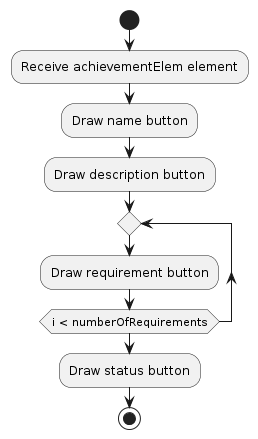 Receive achievementElem element
Draw name button
Draw description button
Draw requirement button
i < numberOfRequirements
Draw status button